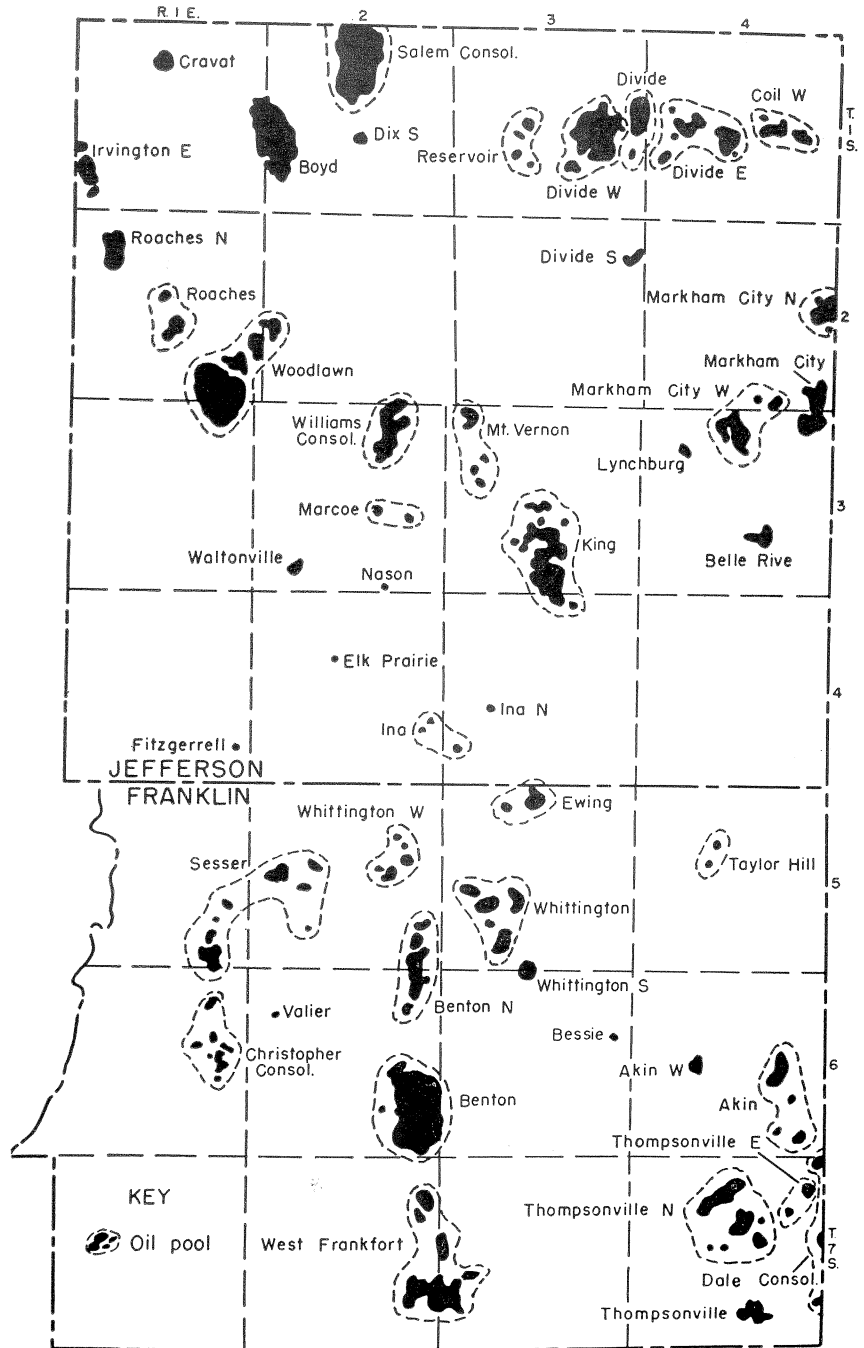 R. I E.
2
3
4
Cravat
Salem Consol.
Divide
Coil W
T.
I
S.
Irvington E
Dix S
Boyd
Reservoir
Divide W
Divide E
Roaches N
Divide S
Roaches
Markham City N
2
Woodlawn
Markham City
Markham City W
Williams
Consol.
Mt. Vernon
Lynchburg
Marcoe
3
King
Waltonville
Nason
Belle Rive
Elk Prairie
Ina N
4
Ina
Fitzgerrell
JEFFERSON
FRANKLIN
Whittington W
Ewing
Sesser
Taylor Hill
5
Whittington
Whittington S
Benton N
Valier
Bessie
Christopher
Consol.
Akin W
6
Benton
Akin
Thompsonville E
KEY
Oil pool
West Frankfort
Thompsonville N
T.
7
S.
Dale Consol.
Thompsonville